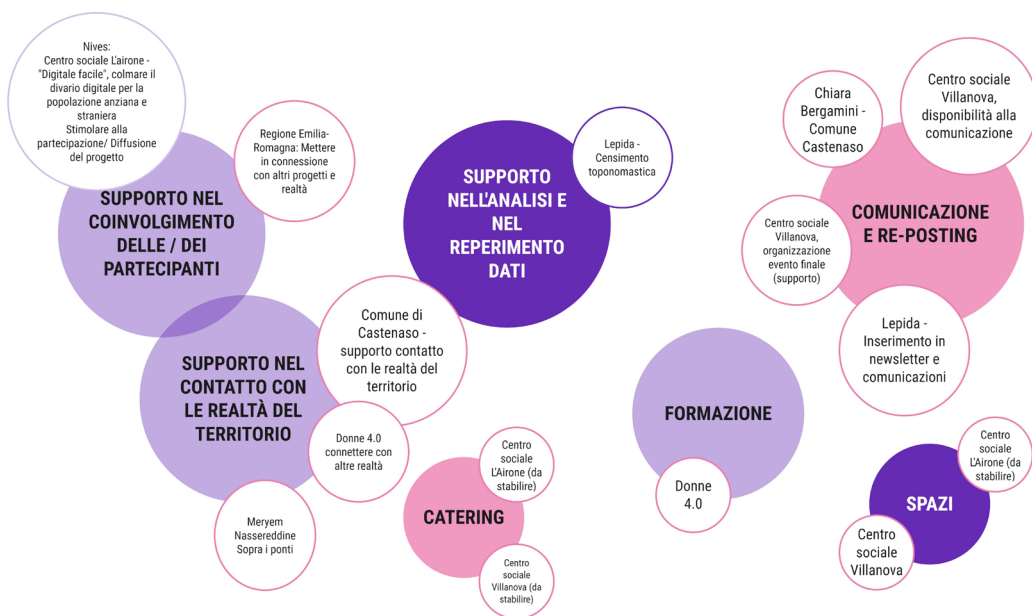 Nives:
Centro sociale L'airone -
"Digitale facile", colmare il
divario digitale per la
popolazione anziana e
straniera
Stimolare alla
partecipazione/ Diffusione
del progetto
SUPPORTO NEL
COINVOLGIMENTO
DELLE / DEI
PARTECIPANTI
Regione Emilia-
Romagna: Mettere
in connessione
con altri progetti e
realtà
SUPPORTO
NELL'ANALISI E
NEL
REPERIMENTO
DATI
Lepida -
Censimento
toponomastica
Chiara
Bergamini -
Comune
Castenaso
Centro sociale
Villanova,
disponibilità alla
comunicazione
COMUNICAZIONE
E RE-POSTING
Centro sociale
Villanova,
organizzazione
evento finale
(supporto)
Lepida -
Inserimento in
newsletter e
comunicazioni
SUPPORTO NEL
CONTATTO CON
LE REALTÀ DEL
TERRITORIO
Comune di
Castenaso -
supporto contatto
con le realtà del
territorio
Donne 4.0
connettere con
altre realtà
Meryem
Nassereddine
Sopra i ponti
CATERING
Centro
sociale
L'Airone (da
stabilire)
Centro
sociale
Villanova (da
stabilire)
FORMAZIONE
Donne
4.0
SPAZI
Centro
sociale
L'Airone (da
stabilire)
Centro
sociale
Villanova